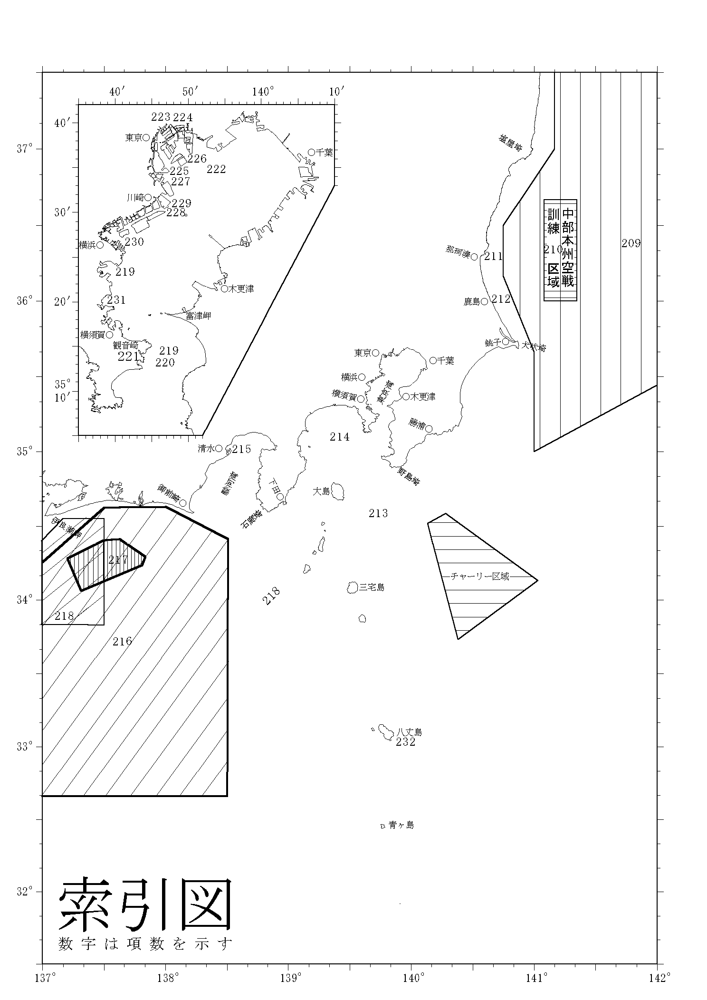 40′ 50′ 140° 10′
40′
30′
20′
35°
10′
223 224
東京
千葉
226
225
222
227
川崎
229
228
230
横浜
219
木更津
231
富津岬
横須賀
観音崎
221
219
220
37°
36°
35°
34°
33°
32°
塩屋埼
中部本州空戦
訓練 区域
210
209
那珂湊
211
鹿島
212
銚子
犬吠埼
東京
千葉
横浜
東京湾
横須賀
木更津
勝浦
214
清水
215
野島埼
駿河湾
下田
御前崎
大島
213
石廊埼
伊良湖岬
217
チャーリー区域
三宅島
218
218
216
八丈島
232
青ヶ島
索引図
数字は項数を示す
137° 138° 139° 140° 141° 142°